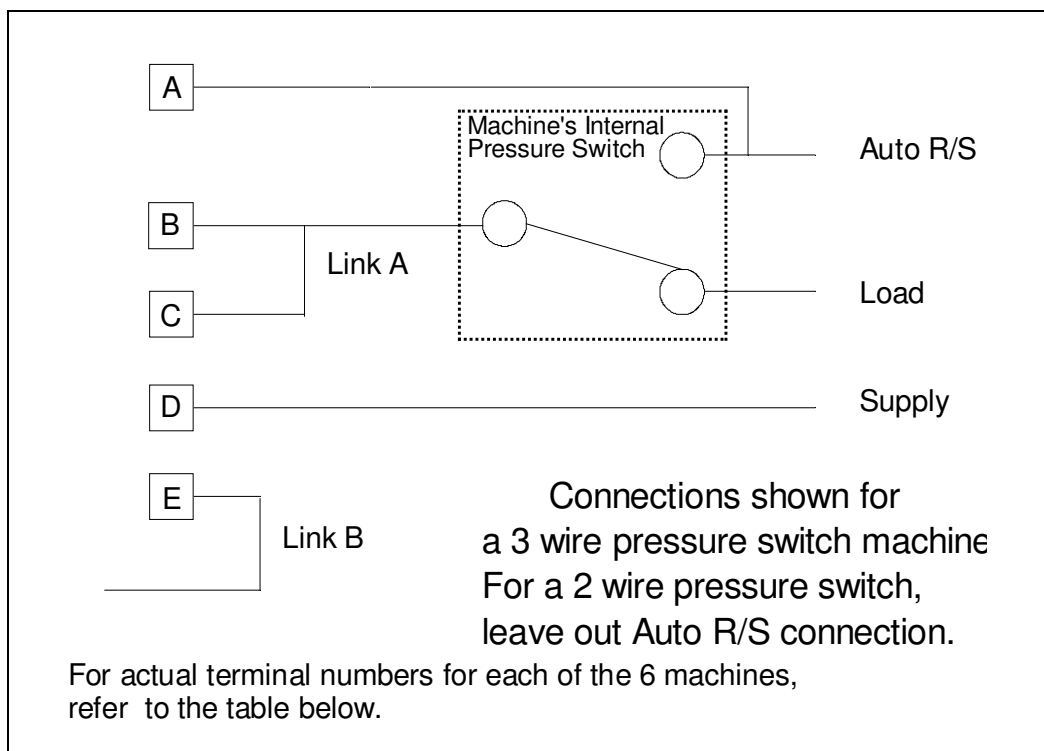 A
Machine's Internal
Pressure Switch
Auto R/S
B
Link A
C
Load
D
Supply
E
Link B
Connections shown for
a 3 wire pressure switch machine
For a 2 wire pressure switch,
leave out Auto R/S connection.
For actual terminal numbers for each of the 6 machines,
refer to the table below.